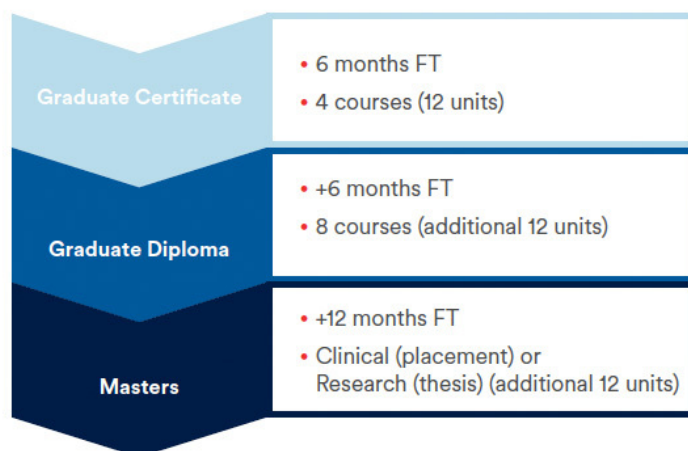 Graduate Certificate
• 6 months FT
• 4 courses (12 units)
Graduate Diploma
• +6 months FT
• 8 courses (additional 12 units)
Masters
• +12 months FT
• Clinical (placement) or
Research (thesis) (additional 12 units)